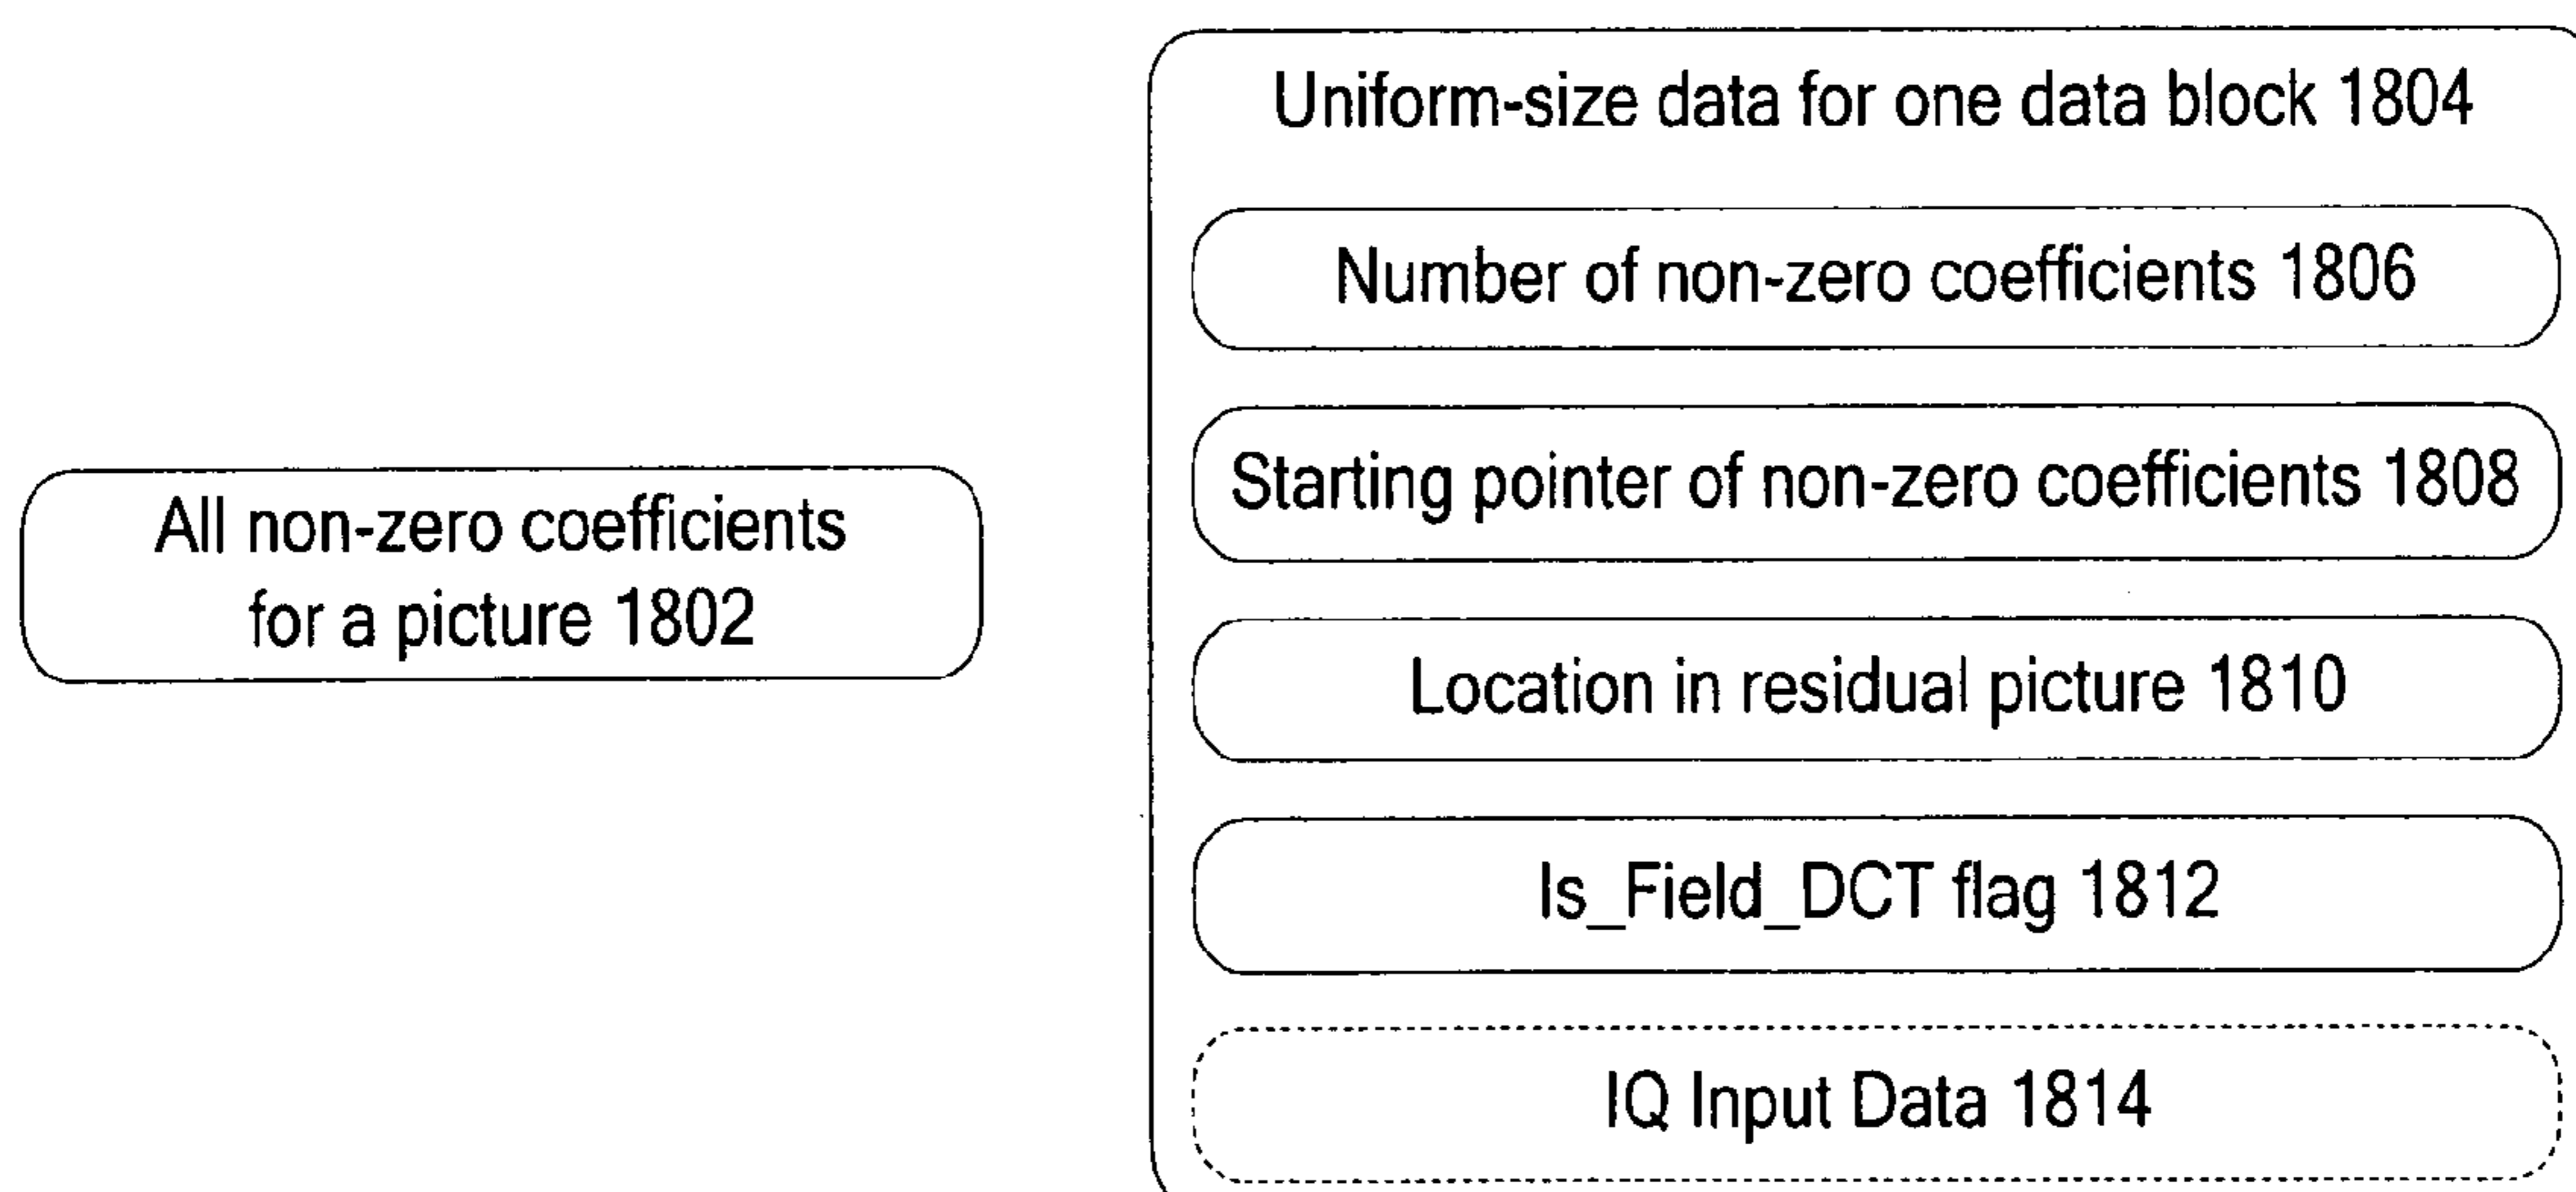 All non-zero coefficients
for a picture 1802
Uniform-size data for one data block 1804
Number of non-zero coefficients 1806
Starting pointer of non-zero coefficients 1808
Location in residual picture 1810
Is_Field_DCT flag 1812
IQ Input Data 1814